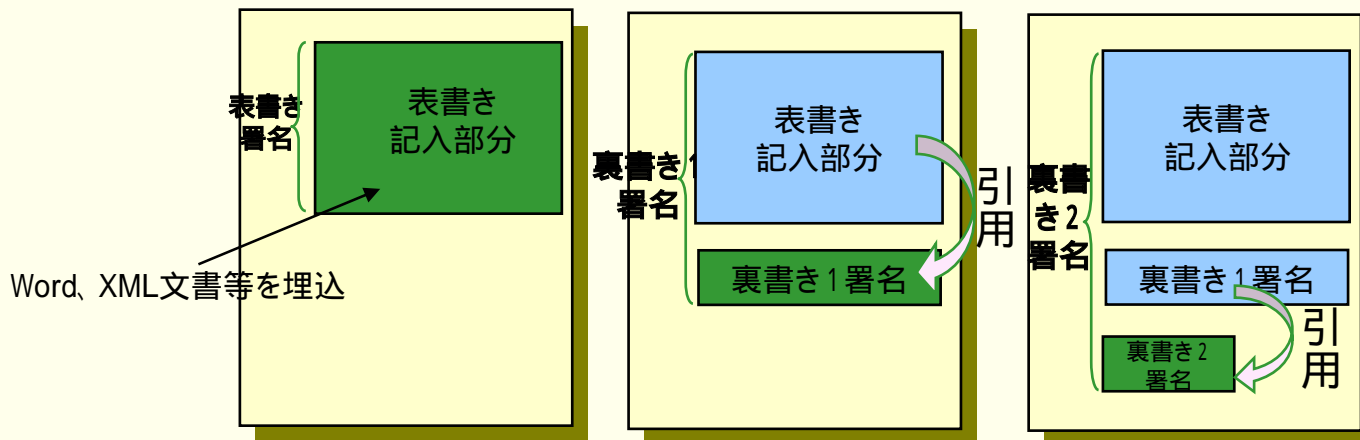 表書き
署名
表書き
記入部分
Word、XML文書等を埋込
裏書き1
署名
表書き
記入部分
引用
裏書き1署名
裏書
き2
署名
表書き
記入部分
裏書き1署名
引用
裏書き2
署名